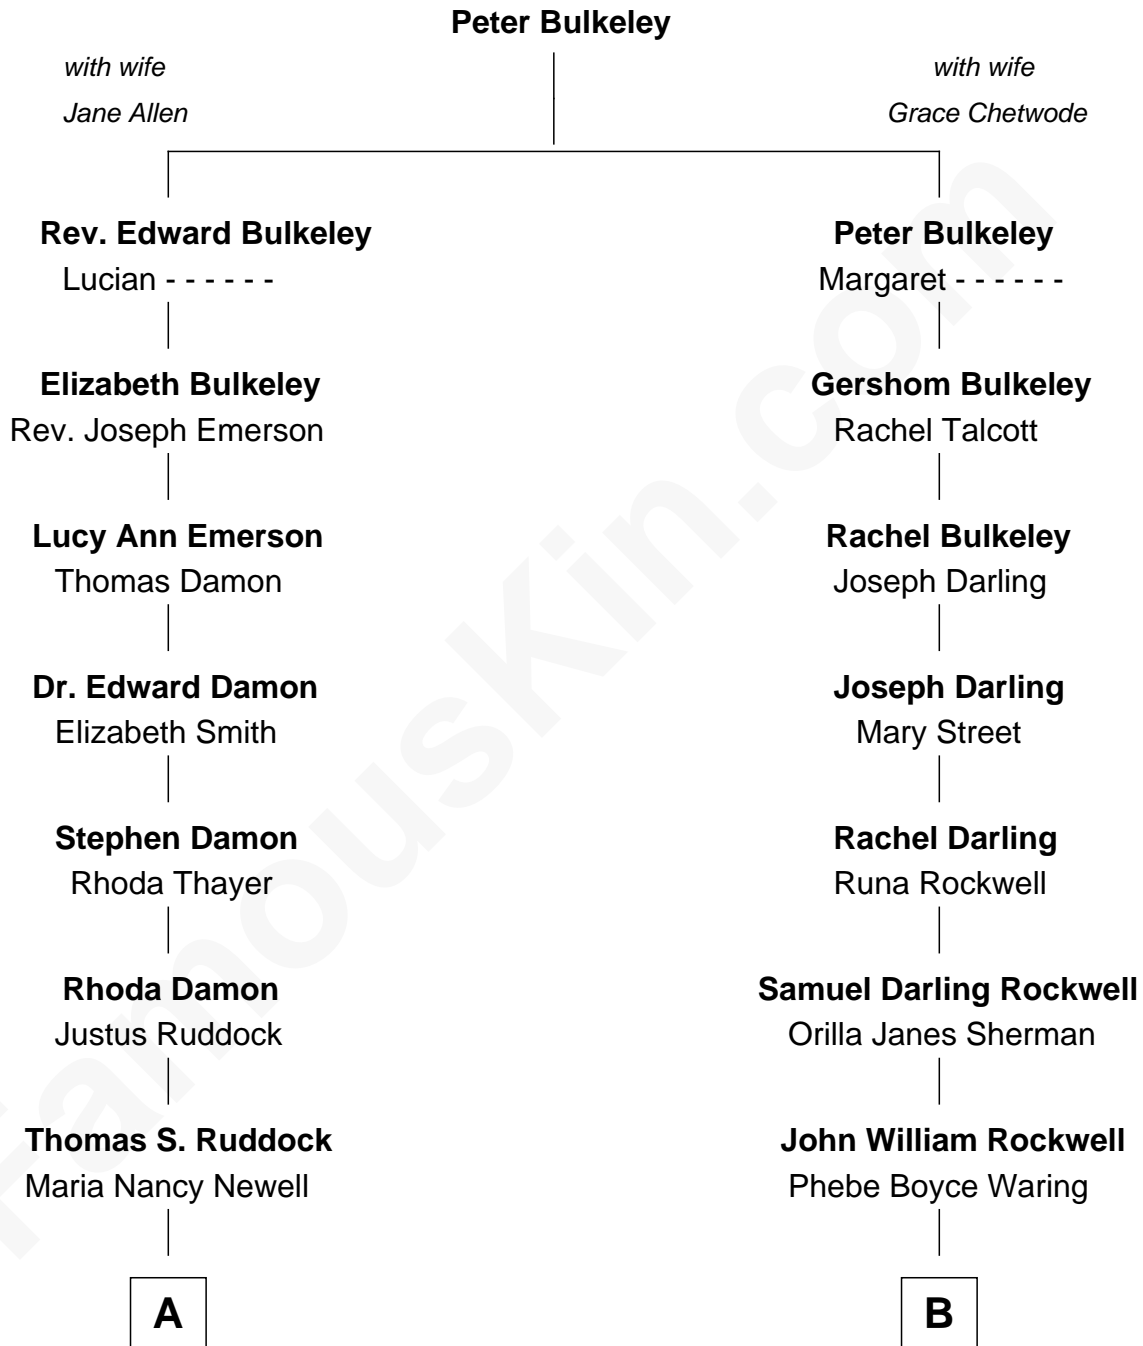 Peter Bulkeley
with wife
Jane Allen
with wife
Grace Chetwode
Rev. Edward Bulkeley
Lucian - - - - - -
Peter Bulkeley
Margaret - - - - - -
Elizabeth Bulkeley
Rev. Joseph Emerson
Gershom Bulkeley
Rachel Talcott
Lucy Ann Emerson
Thomas Damon
Rachel Bulkeley
Joseph Darling
Dr. Edward Damon
Elizabeth Smith
Joseph Darling
Mary Street
Stephen Damon
Rhoda Thayer
Rachel Darling
Runa Rockwell
Rhoda Damon
Justus Ruddock
Samuel Darling Rockwell
Orilla Janes Sherman
Thomas S. Ruddock
Maria Nancy Newell
John William Rockwell
Phebe Boyce Waring
A
B
FamousKin.com